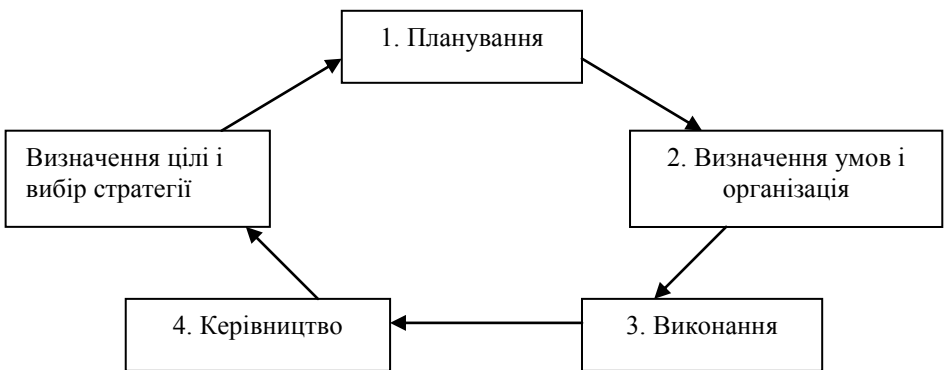 1. Планування
Визначення цілі і
вибір стратегії
2. Визначення умов і
організація
4. Керівництво
3. Виконання